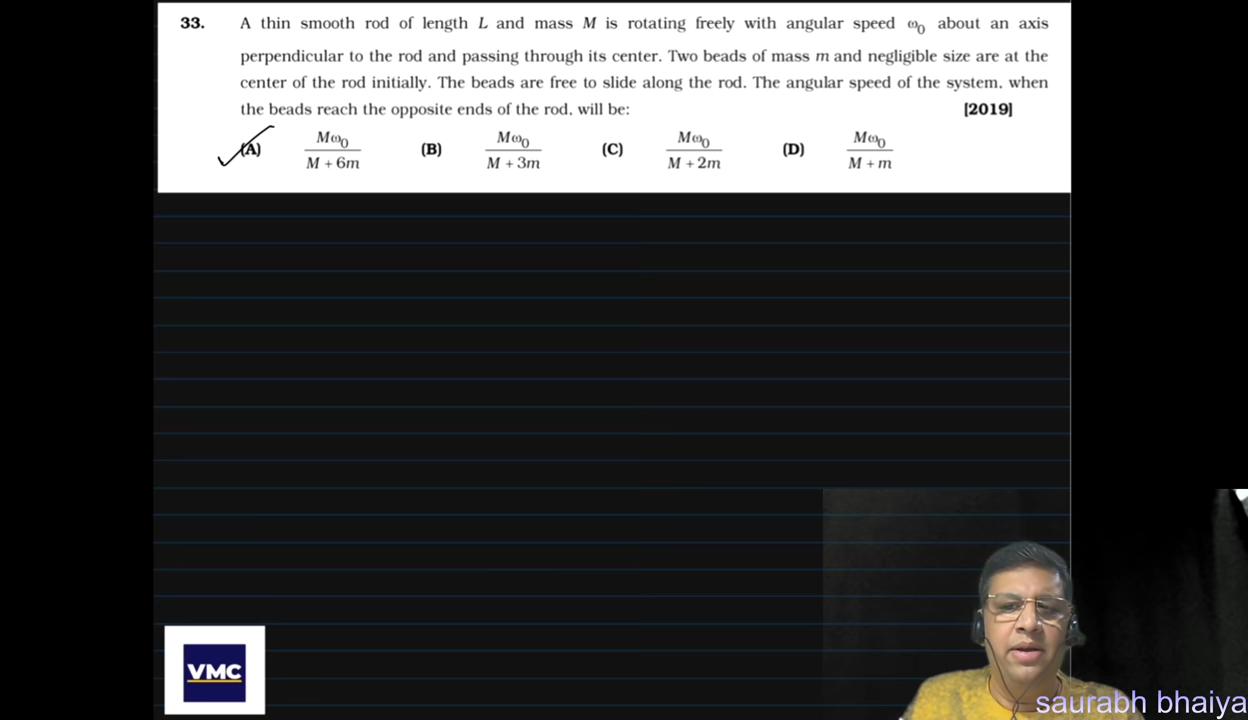 33. A thin smooth rod of length L and mass M is rotating freely with angular speed ω₀ about an axis
perpendicular to the rod and passing through its center. Two beads of mass m and negligible size are at the
center of the rod initially. The beads are free to slide along the rod. The angular speed of the system, when
the beads reach the opposite ends of the rod, will be: [2019]
(A) Mω₀/(M + 6m) (B) Mω₀/(M + 3m) (C) Mω₀/(M + 2m) (D) Mω₀/(M + m)
VMC
saurabh bhaiya